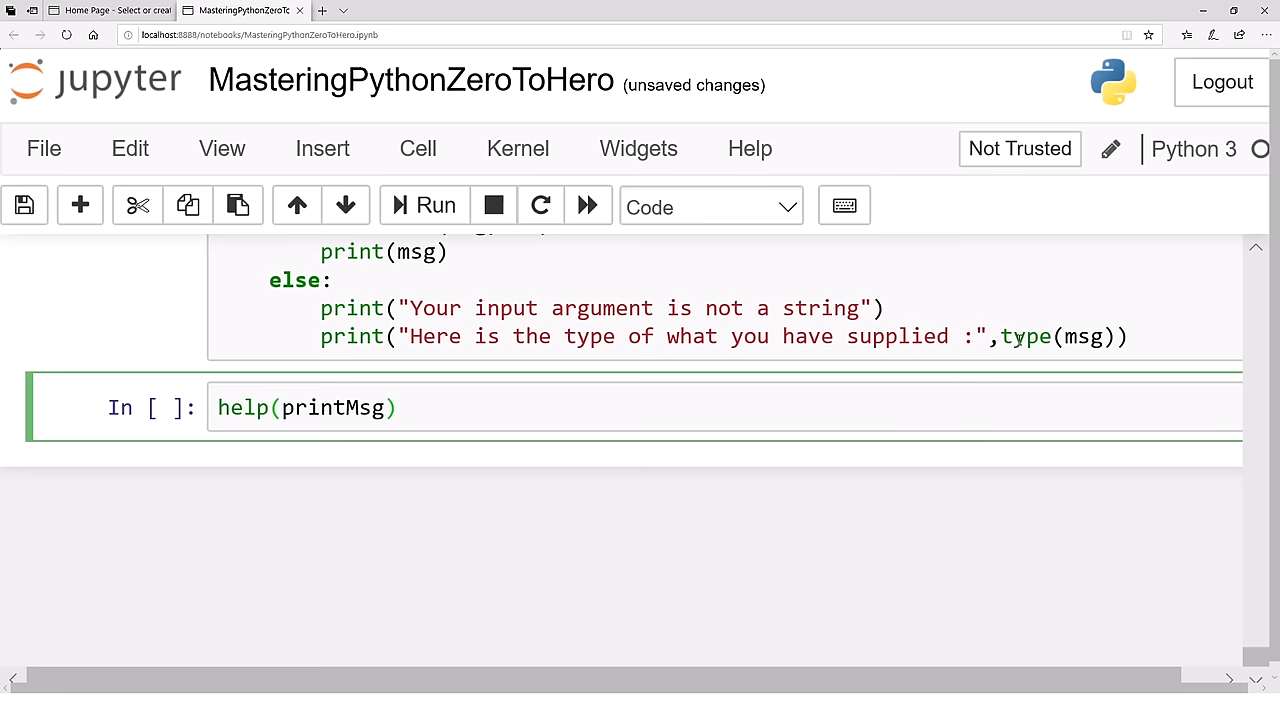 Home Page - Select or creat
MasteringPythonZeroToH
localhost:8888/notebooks/MasteringPythonZeroToHero.ipynb
jupyter MasteringPythonZeroToHero (unsaved changes) Logout
File Edit View Insert Cell Kernel Widgets Help Not Trusted Python 3
Run Code
print(msg)
else:
print("Your input argument is not a string")
print("Here is the type of what you have supplied :",type(msg))
In [ ]: help(printMsg)